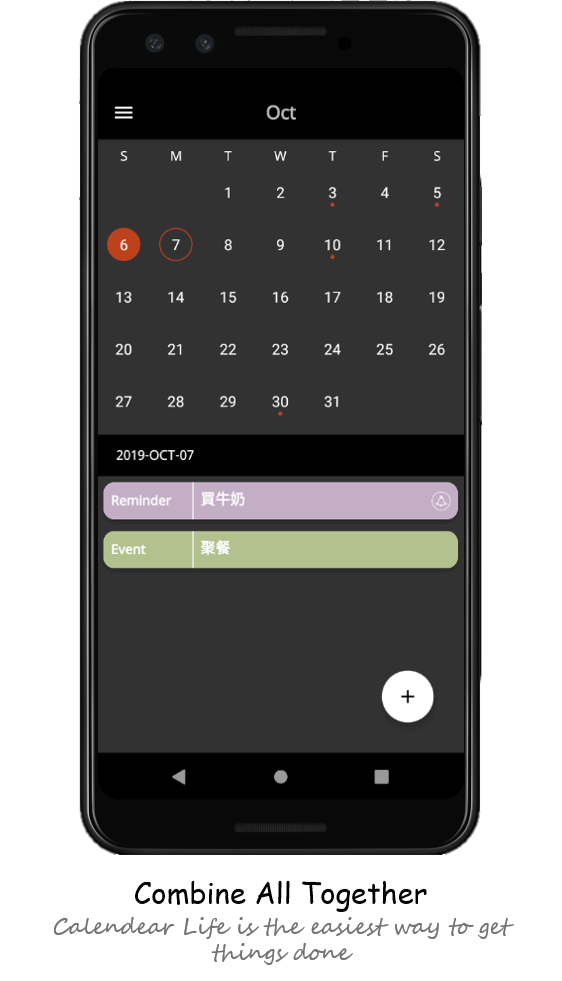 Oct
S M T W T F S
1 2 3 4 5
6 7 8 9 10 11 12
13 14 15 16 17 18 19
20 21 22 23 24 25 26
27 28 29 30 31
2019-OCT-07
Reminder 買牛奶
Event 聚餐
+
Combine All Together
Calendear Life is the easiest way to get
things done